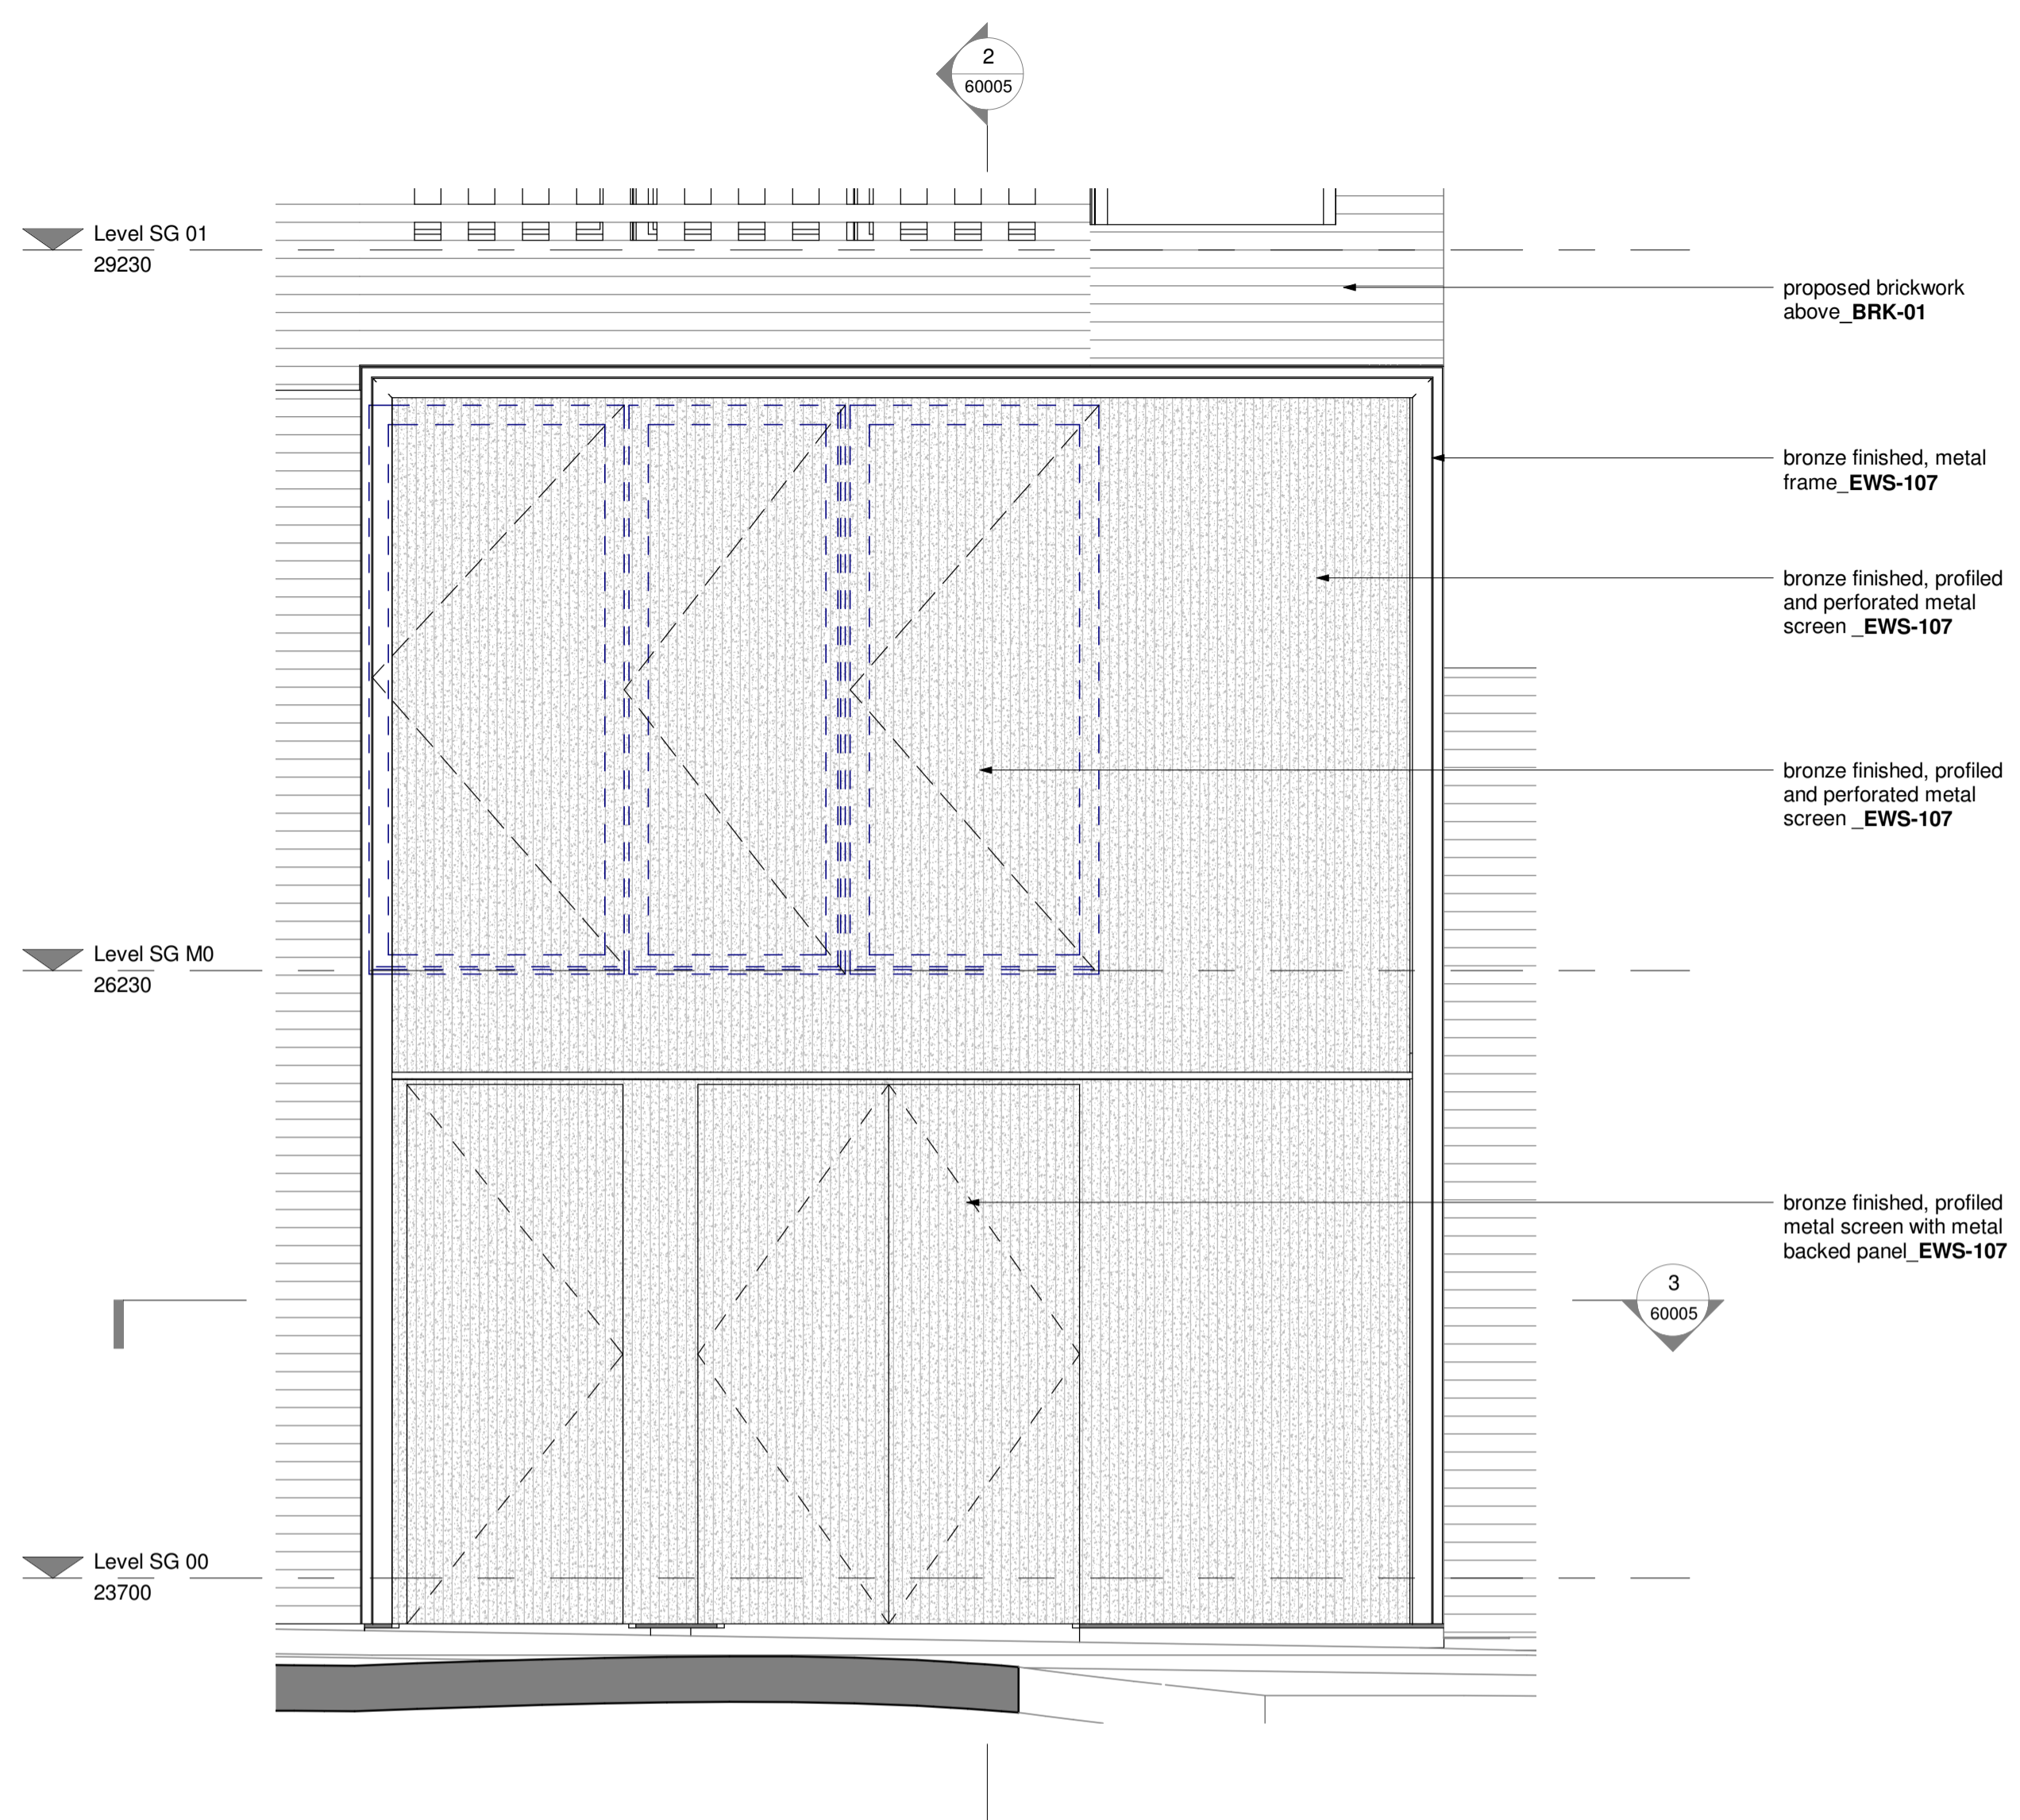 2
60005
Level SG 01
29230
proposed brickwork
above_BRK-01
bronze finished, metal
frame_EWS-107
bronze finished, profiled
and perforated metal
screen _EWS-107
bronze finished, profiled
and perforated metal
screen _EWS-107
Level SG M0
26230
bronze finished, profiled
metal screen with metal
backed panel_EWS-107
3
60005
Level SG 00
23700